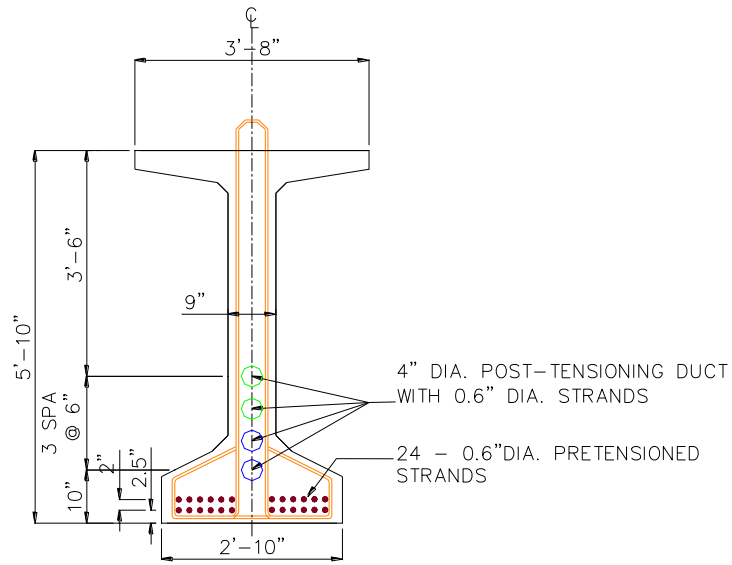 ℄
3'-8"
3'-6"
5'-10"
9"
3 SPA
@ 6"
2"
2.5"
10"
2'-10"
4" DIA. POST-TENSIONING DUCT
WITH 0.6" DIA. STRANDS
24 - 0.6"DIA. PRETENSIONED
STRANDS